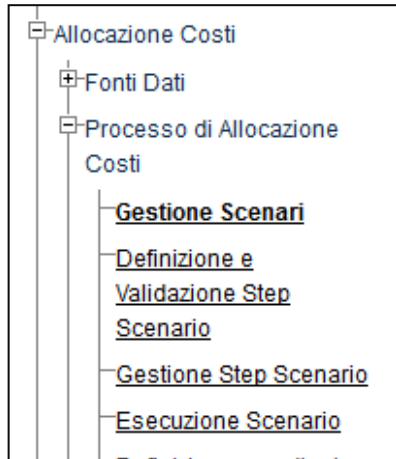 Allocazione Costi
Fonti Dati
Processo di Allocazione
Costi
Gestione Scenari
Definizione e
Validazione Step
Scenario
Gestione Step Scenario
Esecuzione Scenario